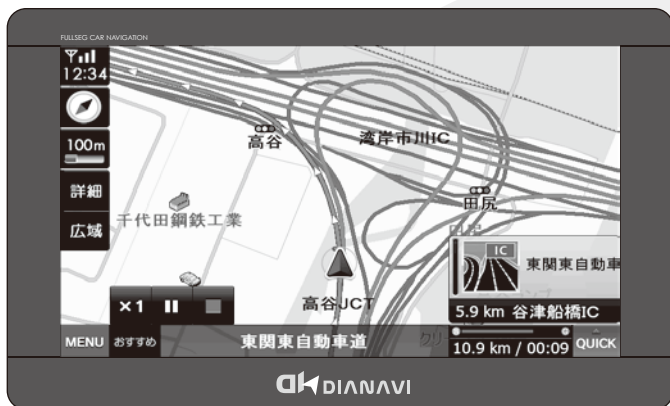 FULLSEG CAR NAVIGATION
12:34
100m
詳細
広域
高谷
湾岸市川IC
田尻
千代田鋼鉄工業
IC
東関東自動車
高谷JCT
×1
5.9 km 谷津船橋IC
MENU
おすすめ
東関東自動車道
10.9 km / 00:09
QUICK
DIANAVI